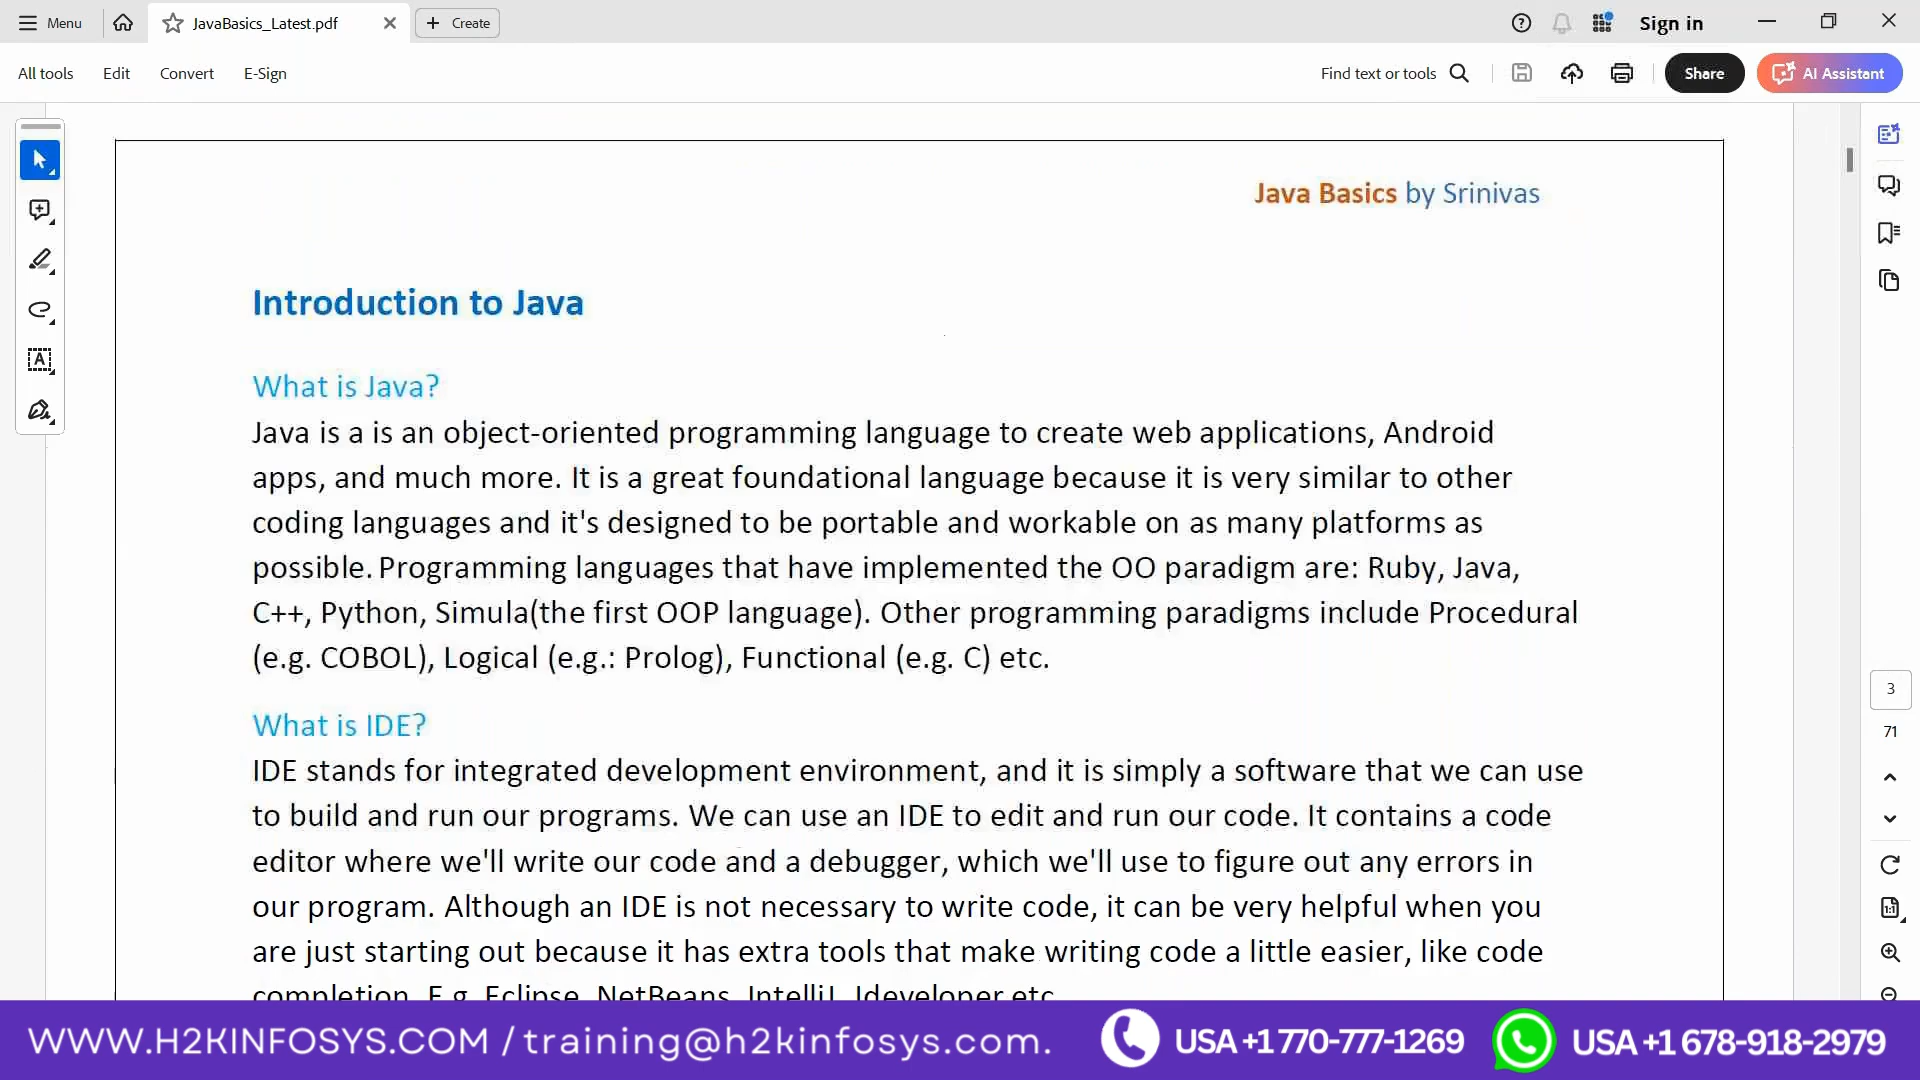 Menu
JavaBasics_Latest.pdf
Create
Sign in
All tools
Edit
Convert
E-Sign
Find text or tools
Share
AI Assistant
Java Basics by Srinivas
Introduction to Java
What is Java?
Java is a is an object-oriented programming language to create web applications, Android
apps, and much more. It is a great foundational language because it is very similar to other
coding languages and it's designed to be portable and workable on as many platforms as
possible. Programming languages that have implemented the OO paradigm are: Ruby, Java,
C++, Python, Simula(the first OOP language). Other programming paradigms include Procedural
(e.g. COBOL), Logical (e.g.: Prolog), Functional (e.g. C) etc.
What is IDE?
IDE stands for integrated development environment, and it is simply a software that we can use
to build and run our programs. We can use an IDE to edit and run our code. It contains a code
editor where we'll write our code and a debugger, which we'll use to figure out any errors in
our program. Although an IDE is not necessary to write code, it can be very helpful when you
are just starting out because it has extra tools that make writing code a little easier, like code
completion. E.g. Eclipse, NetBeans, IntelliJ, Jdeveloper etc
3
71
WWW.H2KINFOSYS.COM / training@h2kinfosys.com.
USA +1 770-777-1269
USA +1 678-918-2979